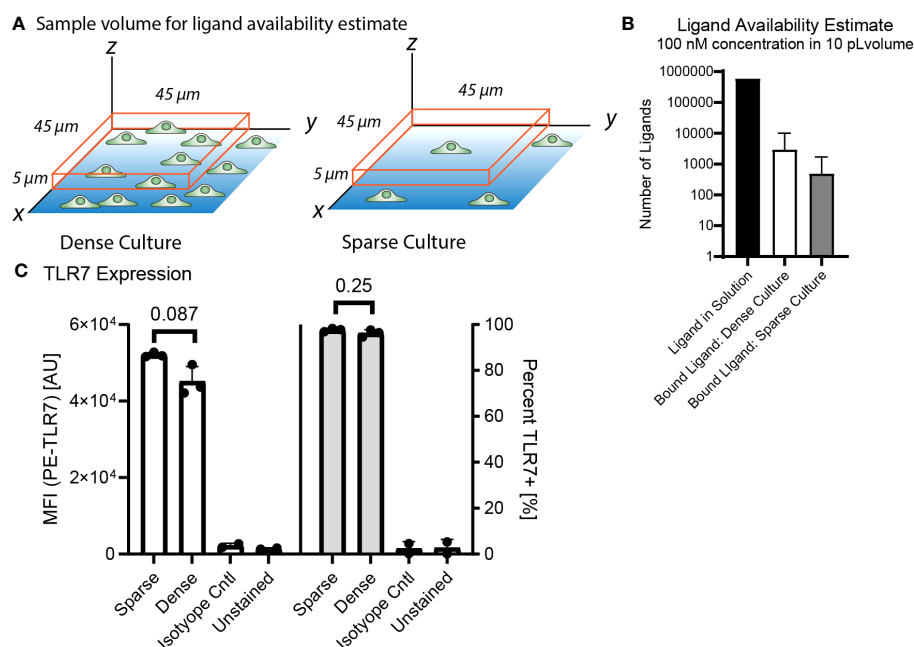 A Sample volume for ligand availability estimate
z
45 µm
45 µm
y
5 µm
x
Dense Culture
z
45 µm
45 µm
y
5 µm
x
Sparse Culture
B Ligand Availability Estimate
100 nM concentration in 10 pLvolume
Number of Ligands
1000000
100000
10000
1000
100
10
1
Ligand in Solution
Bound Ligand: Dense Culture
Bound LIgand: Sparse Culture
C TLR7 Expression
MFI (PE-TLR7) [AU]
6×10⁴
4×10⁴
2×10⁴
0
0.087
Sparse
Dense
Isotyope Cntl
Unstained
0.25
Sparse
Dense
Isotyope Cntl
Unstained
100
80
60
40
20
0
Percent TLR7+ [%]